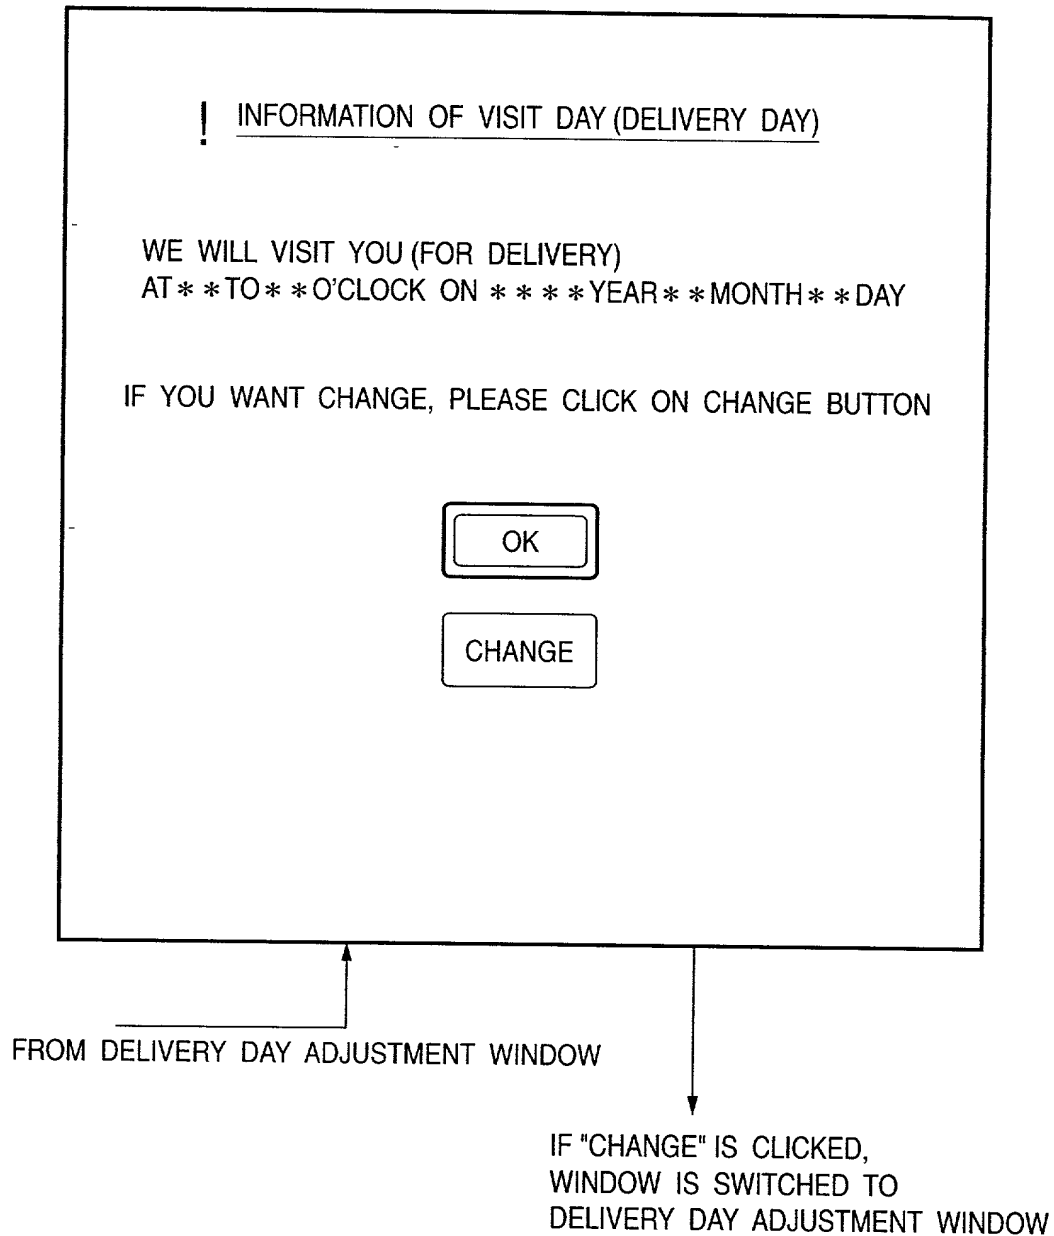 ! INFORMATION OF VISIT DAY (DELIVERY DAY)
WE WILL VISIT YOU (FOR DELIVERY)
AT * * TO * * O'CLOCK ON * * * * YEAR * * MONTH * * DAY
IF YOU WANT CHANGE, PLEASE CLICK ON CHANGE BUTTON
OK
CHANGE
FROM DELIVERY DAY ADJUSTMENT WINDOW
IF "CHANGE" IS CLICKED,
WINDOW IS SWITCHED TO
DELIVERY DAY ADJUSTMENT WINDOW